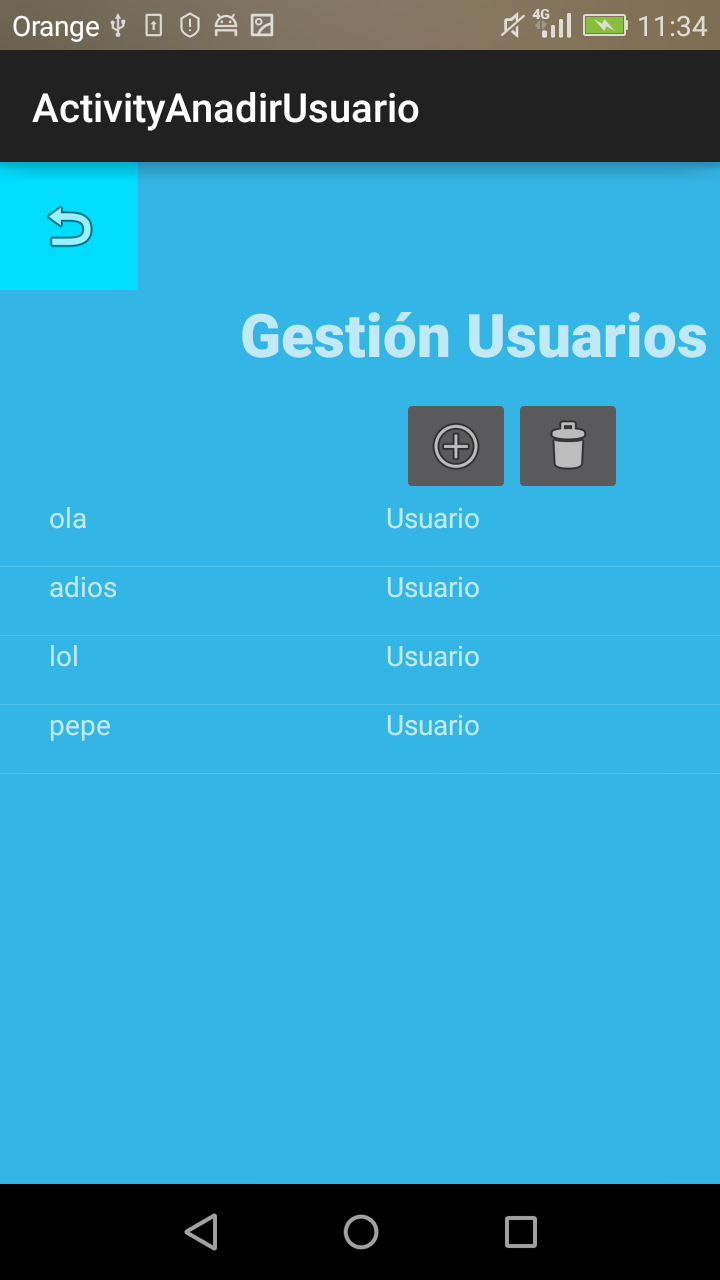 Orange 4G 11:34
ActivityAnadirUsuario
Gestión Usuarios
ola Usuario
adios Usuario
lol Usuario
pepe Usuario